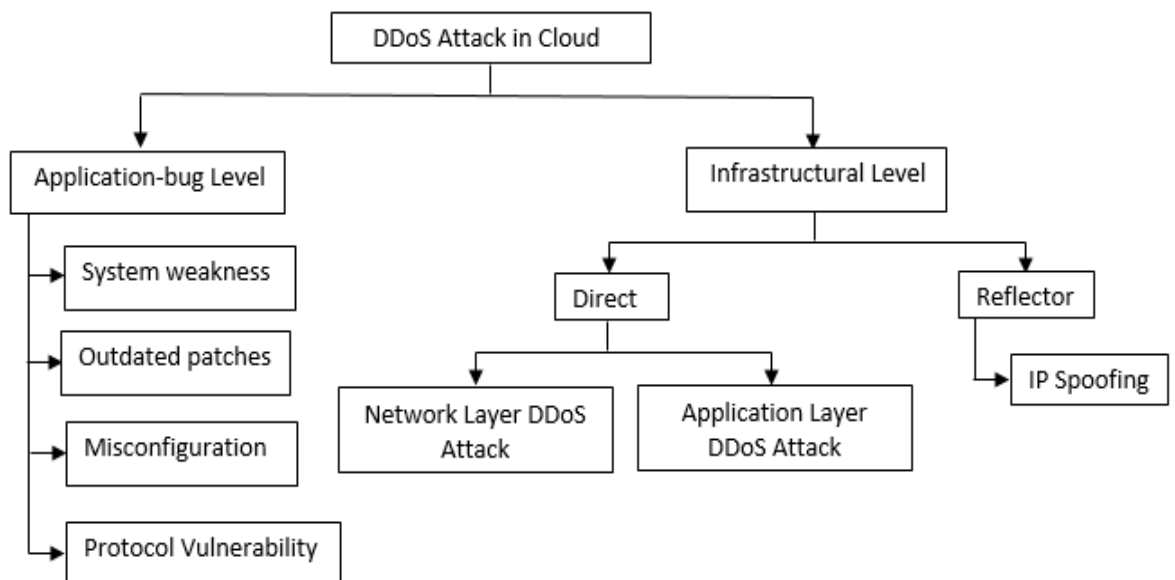 DDoS Attack in Cloud
Application-bug Level
Infrastructural Level
System weakness
Direct
Reflector
Outdated patches
IP Spoofing
Network Layer DDoS
Attack
Application Layer
DDoS Attack
Misconfiguration
Protocol Vulnerability